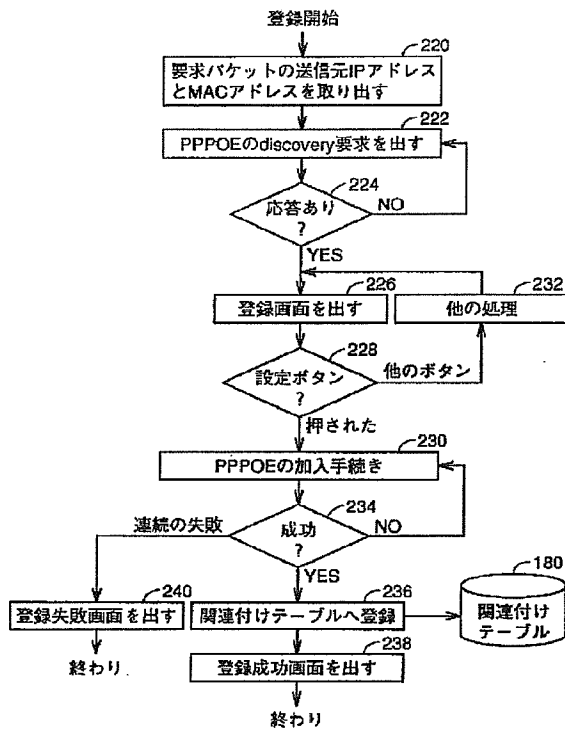 登録開始
220
要求パケットの送信元IPアドレス
とMACアドレスを取り出す
222
PPPOEのdiscovery要求を出す
224
応答あり
?
NO
YES
226
登録画面を出す
232
他の処理
228
設定ボタン
?
他のボタン
押された
230
PPPOEの加入手続き
234
成功
?
連続の失敗
NO
YES
240
登録失敗画面を出す
236
関連付けテーブルへ登録
180
関連付け
テーブル
終わり
238
登録成功画面を出す
終わり